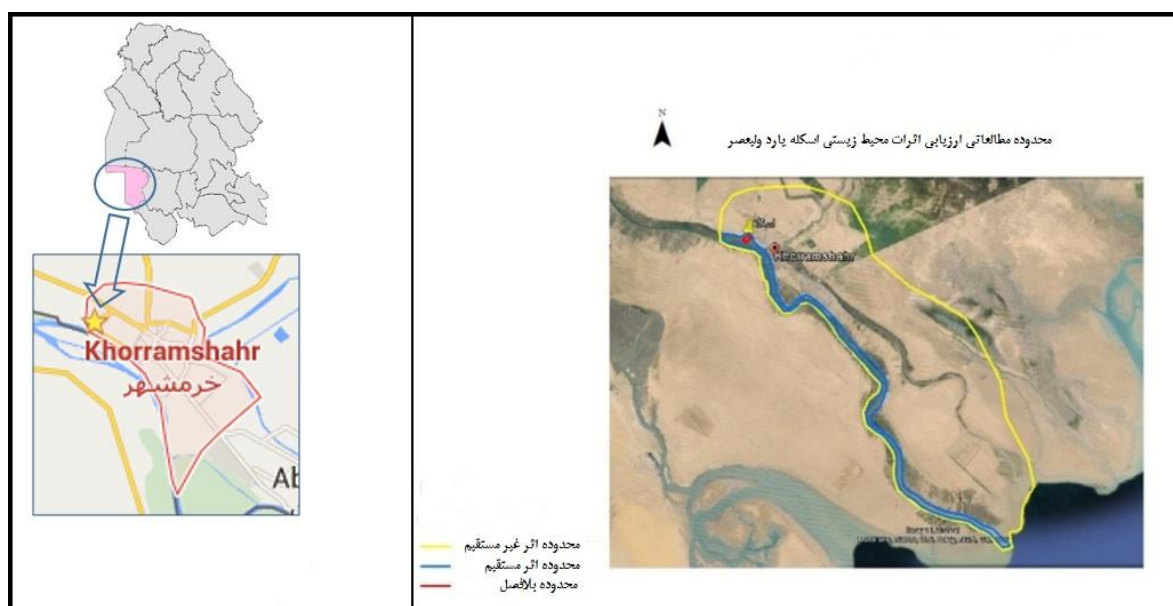 Khorramshahr
خرمشهر
Ab
N
محدوده مطالعاتی ارزیابی اثرات محیط زیستی اسکله یارد ولیعصر
اسکله
Khorramshahr
محدوده اثر غیر مستقیم
محدوده اثر مستقیم
محدوده بلافصل